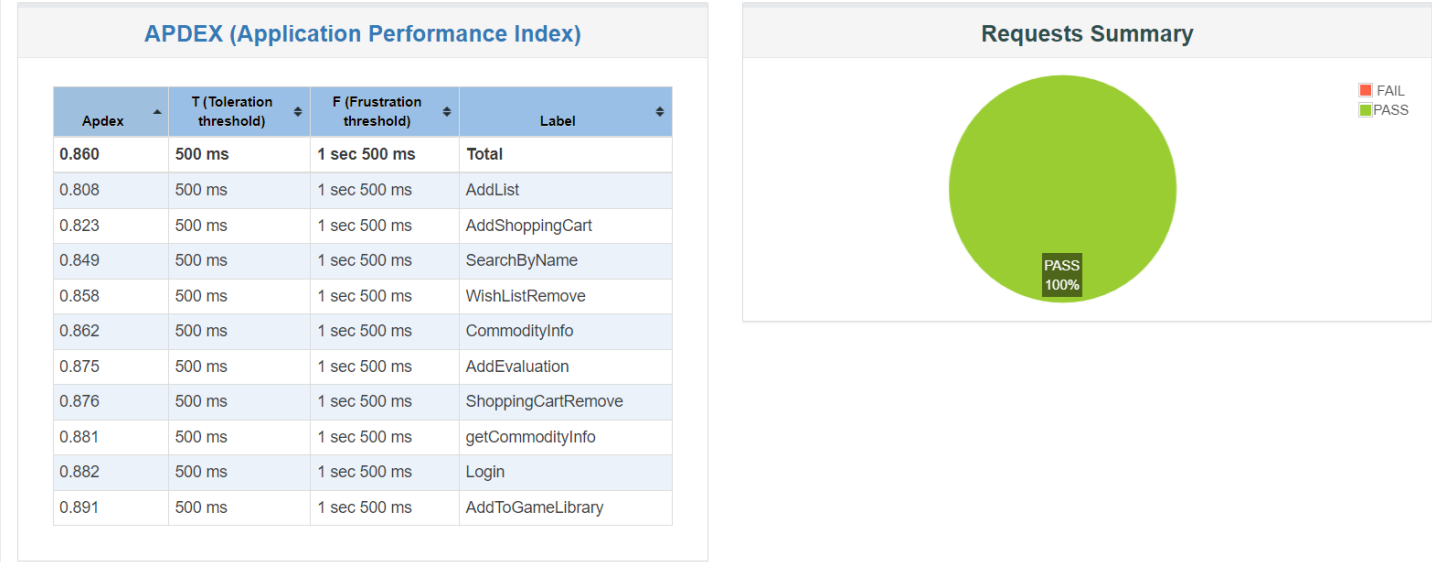 APDEX (Application Performance Index)
Apdex T (Toleration threshold) F (Frustration threshold) Label
0.860 500 ms 1 sec 500 ms Total
0.808 500 ms 1 sec 500 ms AddList
0.823 500 ms 1 sec 500 ms AddShoppingCart
0.849 500 ms 1 sec 500 ms SearchByName
0.858 500 ms 1 sec 500 ms WishListRemove
0.862 500 ms 1 sec 500 ms CommodityInfo
0.875 500 ms 1 sec 500 ms AddEvaluation
0.876 500 ms 1 sec 500 ms ShoppingCartRemove
0.881 500 ms 1 sec 500 ms getCommodityInfo
0.882 500 ms 1 sec 500 ms Login
0.891 500 ms 1 sec 500 ms AddToGameLibrary
Requests Summary
FAIL
PASS
PASS
100%